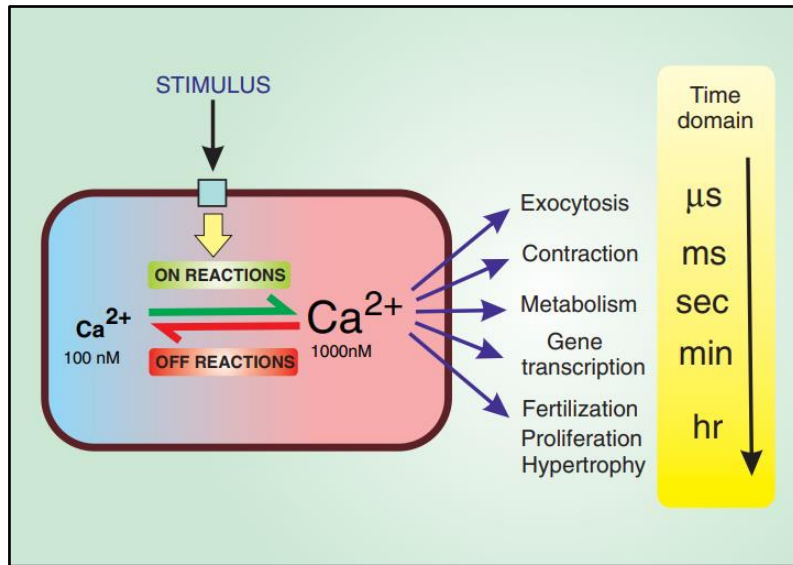 STIMULUS
ON REACTIONS
Ca2+
100 nM
Ca2+
1000nM
OFF REACTIONS
Exocytosis
Contraction
Metabolism
Gene
transcription
Fertilization
Proliferation
Hypertrophy
Time
domain
μs
ms
sec
min
hr